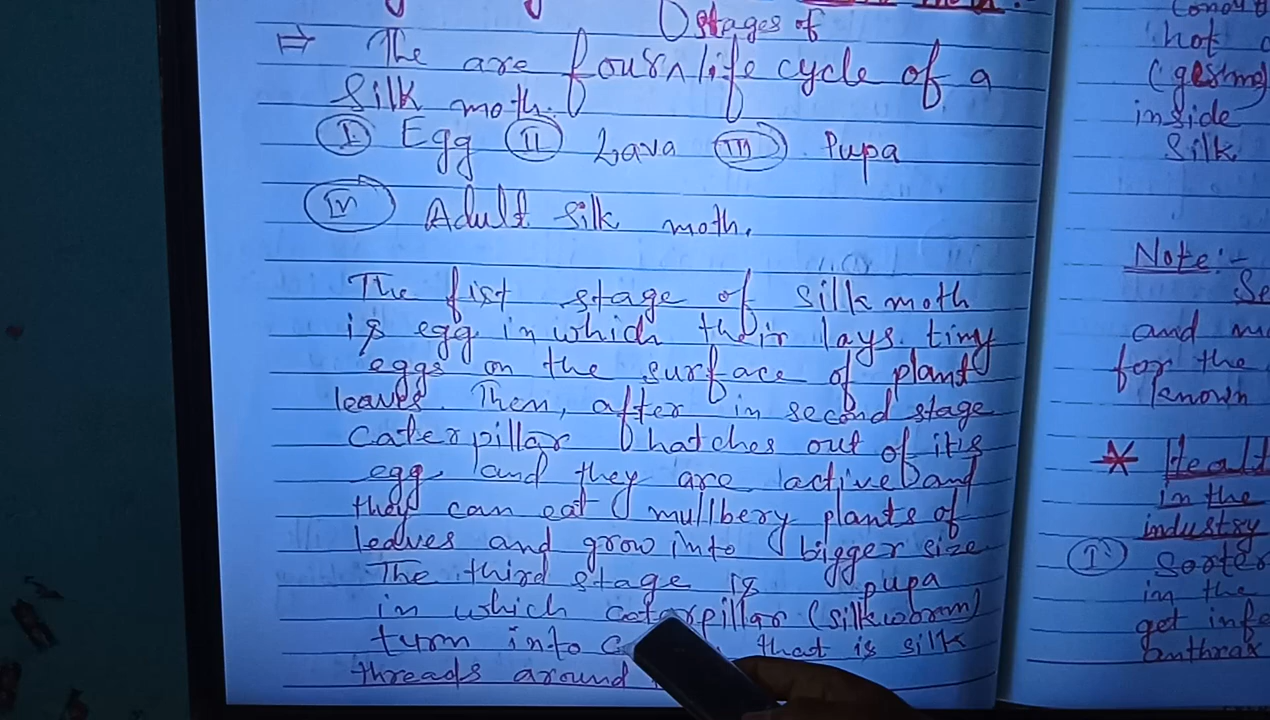 stages of
⇒ The are four life cycle of a
silk moth.
(I) Egg (II) Lava (III) Pupa
(IV) Adult silk moth.
The fist stage of silk moth
is egg in which their lays tiny
eggs on the surface of plant
leaves. Then, after in second stage
caterpillar hatches out of it's
egg and they are active and
they can eat mullbery plants of
leaves and grow into bigger size
The third stage is pupa
in which caterpillar (silkworm)
turn into that is silk
threads around
hot
inside
silk
Note:-
Se
and
for the
known
* Healt
in the
industry
(I) Sorter
in the
get infe
anthrax